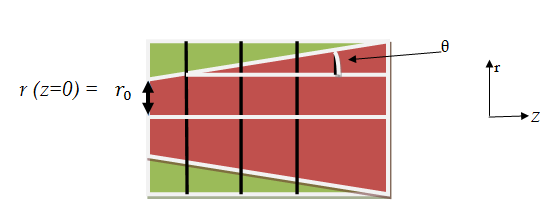 θ
r
r (z=0) = r₀
z